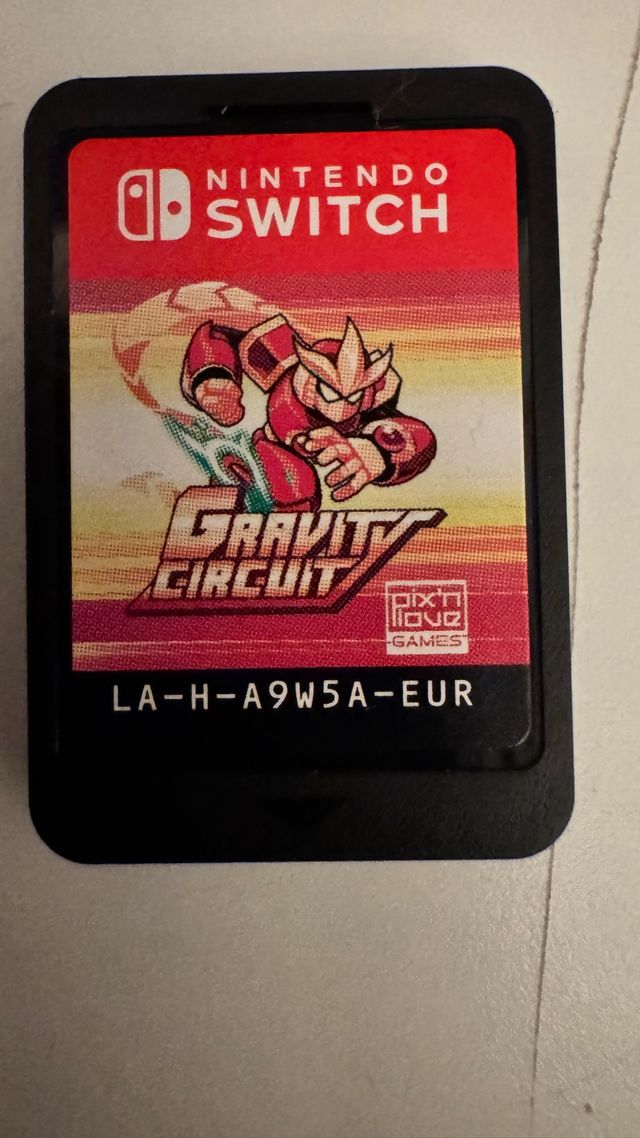 NINTENDO
SWITCH
GRAVITY
CIRCUIT
pix'n
love
GAMES
LA-H-A9W5A-EUR